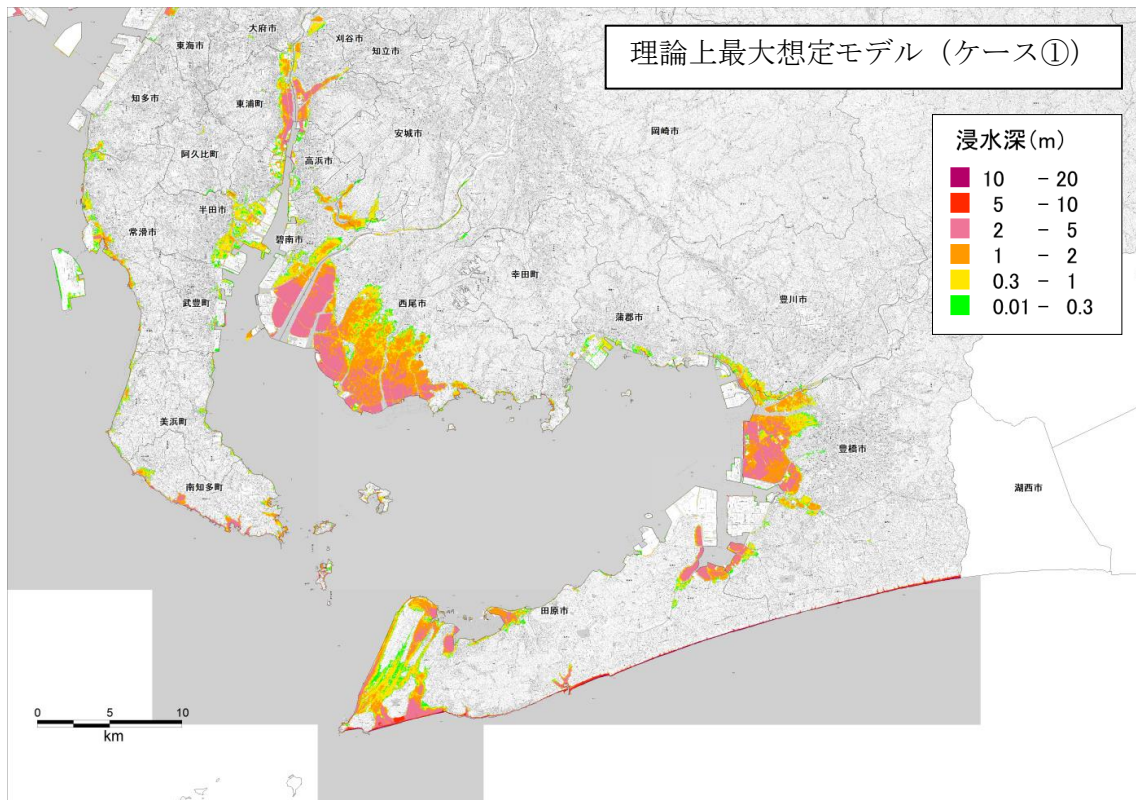 理論上最大想定モデル（ケース①）
浸水深(m)
10 - 20
5 - 10
2 - 5
1 - 2
0.3 - 1
0.01 - 0.3
大府市
東海市
刈谷市
知立市
知多市
東浦町
安城市
岡崎市
阿久比町
高浜市
半田市
常滑市
碧南市
幸田町
武豊町
西尾市
豊川市
蒲郡市
美浜町
豊橋市
南知多町
湖西市
田原市
0 5 10
km